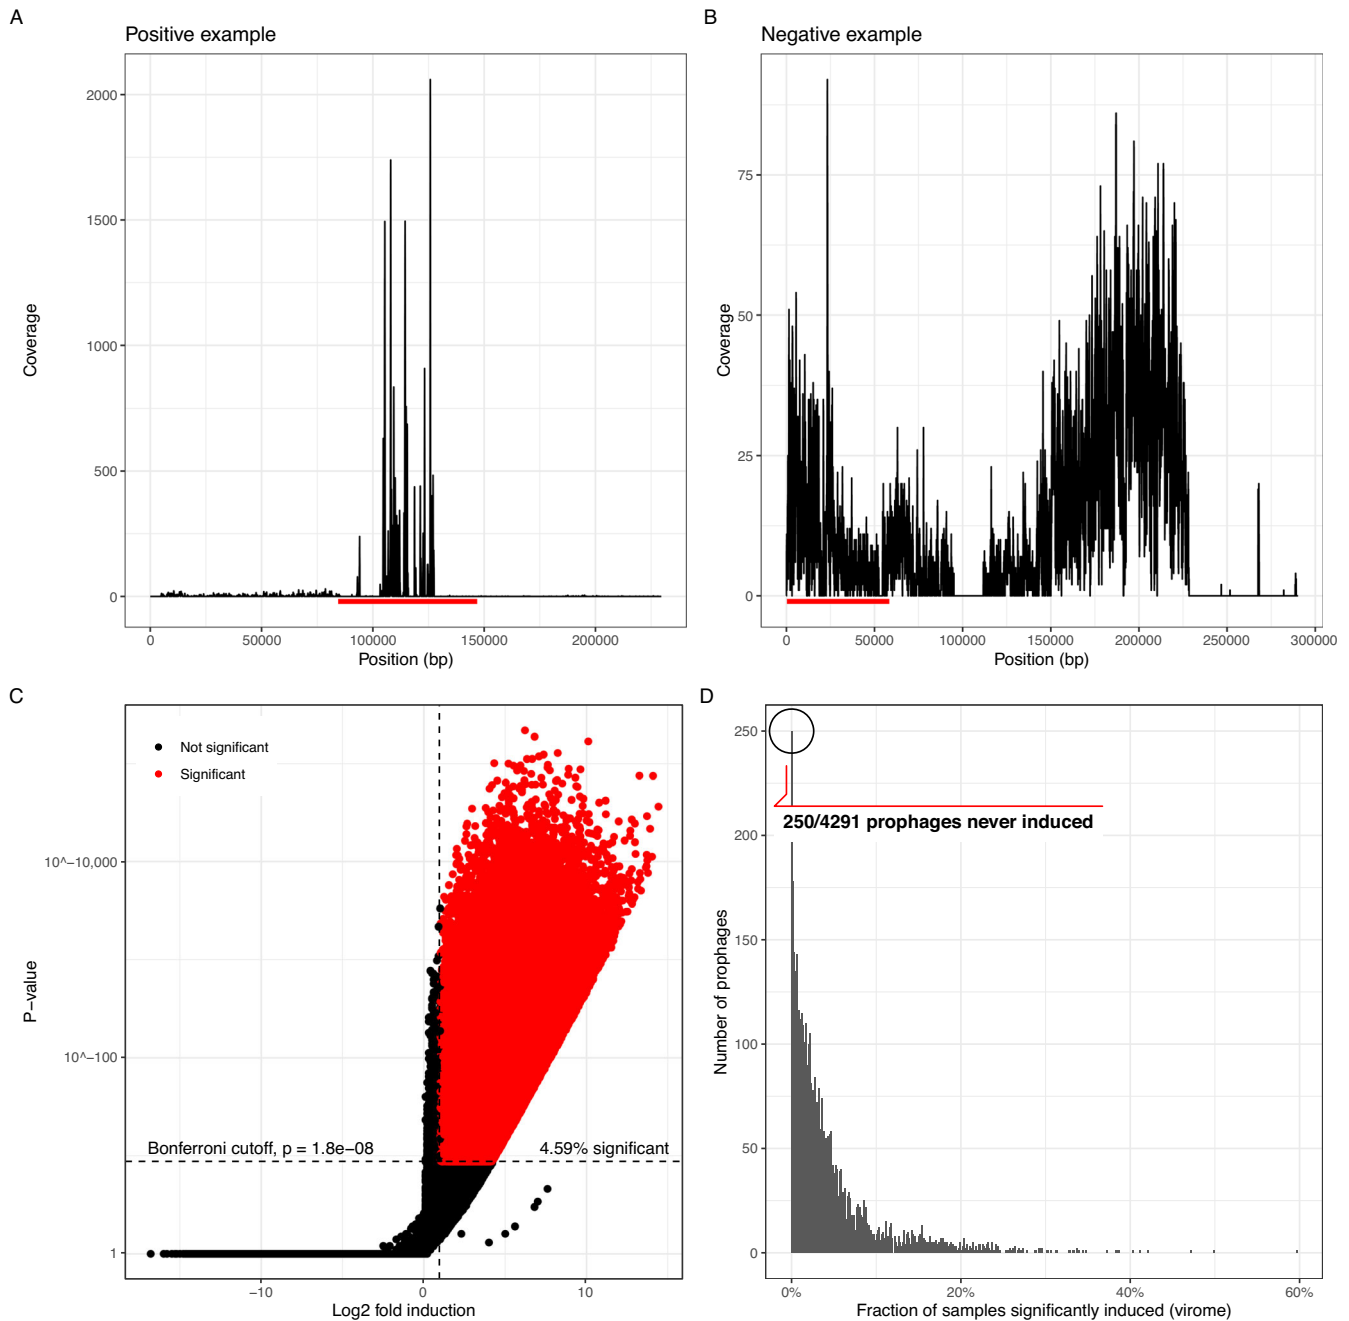 A
Positive example
Coverage
2000
1500
1000
500
0
0
50000
100000
150000
200000
Position (bp)
B
Negative example
Coverage
75
50
25
0
0
50000
100000
150000
200000
250000
300000
Position (bp)
C
Not significant
Significant
P−value
10^−10,000
10^−100
1
Bonferroni cutoff, p = 1.8e−08
4.59% significant
−10
0
10
Log2 fold induction
D
250/4291 prophages never induced
Number of prophages
250
200
150
100
50
0
0%
20%
40%
60%
Fraction of samples significantly induced (virome)